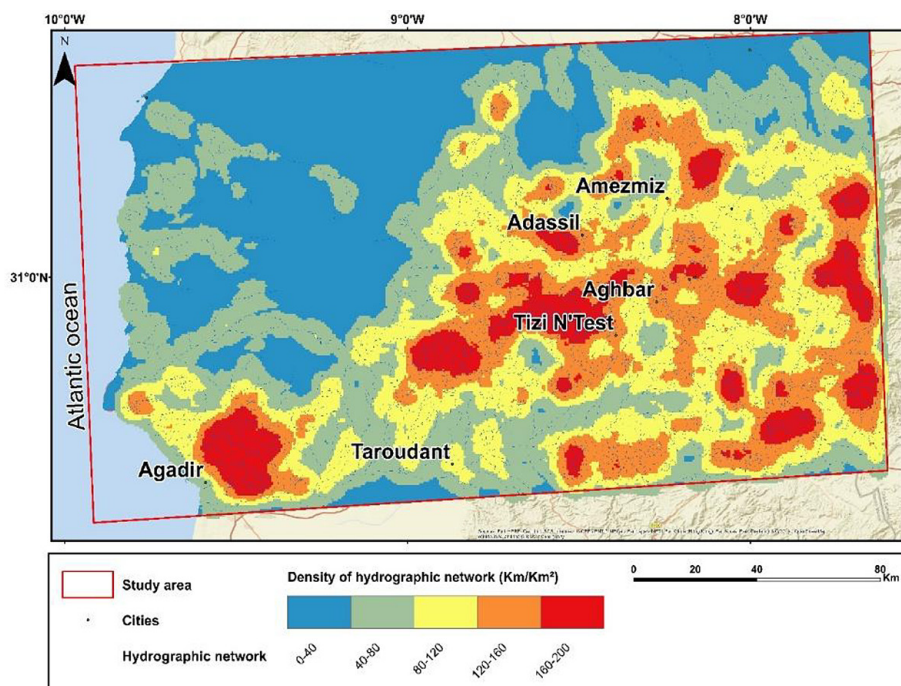 10°0'W 9°0'W 8°0'W
N
Amezmiz
Adassil
31°0'N
Aghbar
Tizi N'Test
Atlantic ocean
Taroudant
Agadir
Study area
Cities
Hydrographic network
Density of hydrographic network (Km/Km²)
0-40 40-80 80-120 120-160 160-200
0 20 40 80
Km